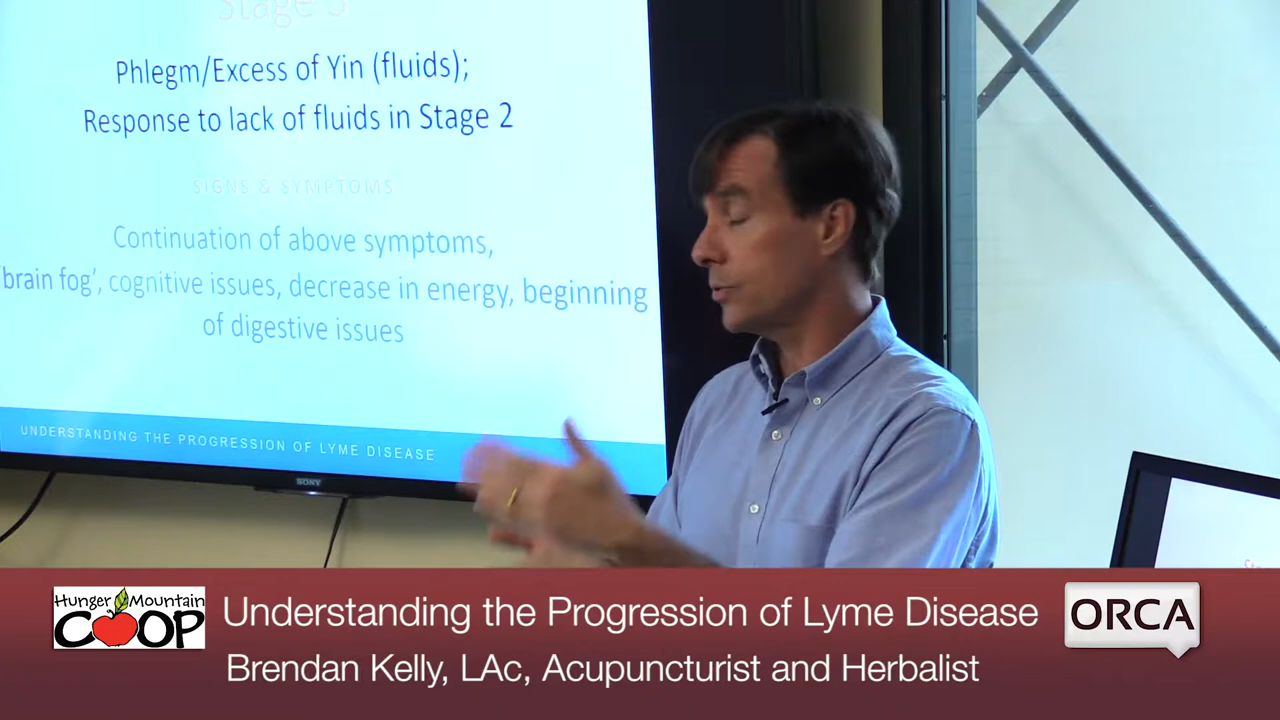 Stage 3
Phlegm/Excess of Yin (fluids);
Response to lack of fluids in Stage 2
SIGNS & SYMPTOMS
Continuation of above symptoms,
'brain fog', cognitive issues, decrease in energy, beginning
of digestive issues
UNDERSTANDING THE PROGRESSION OF LYME DISEASE
SONY
Hunger Mountain
COOP
Understanding the Progression of Lyme Disease
Brendan Kelly, LAc, Acupuncturist and Herbalist
ORCA